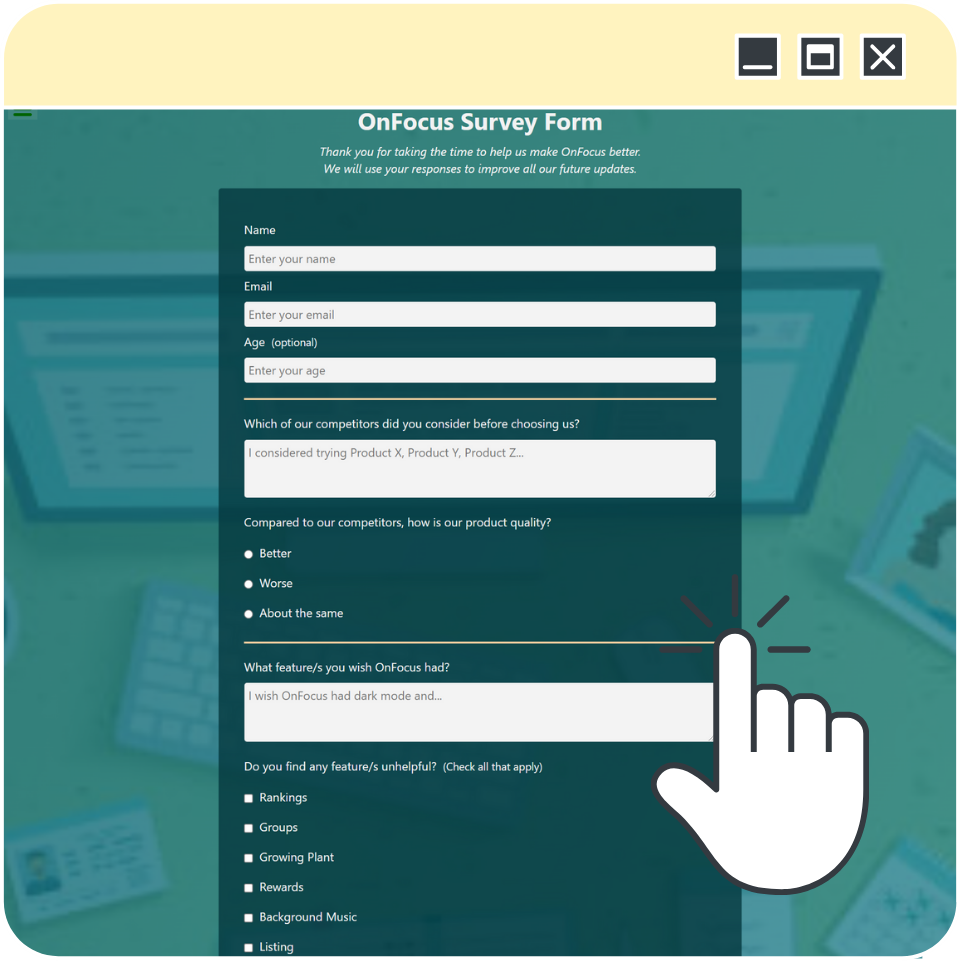 OnFocus Survey Form
Thank you for taking the time to help us make OnFocus better.
We will use your responses to improve all our future updates.
Name
Enter your name
Email
Enter your email
Age (optional)
Enter your age
Which of our competitors did you consider before choosing us?
I considered trying Product X, Product Y, Product Z...
Compared to our competitors, how is our product quality?
Better
Worse
About the same
What feature/s you wish OnFocus had?
I wish OnFocus had dark mode and...
Do you find any feature/s unhelpful? (Check all that apply)
Rankings
Groups
Growing Plant
Rewards
Background Music
Listing